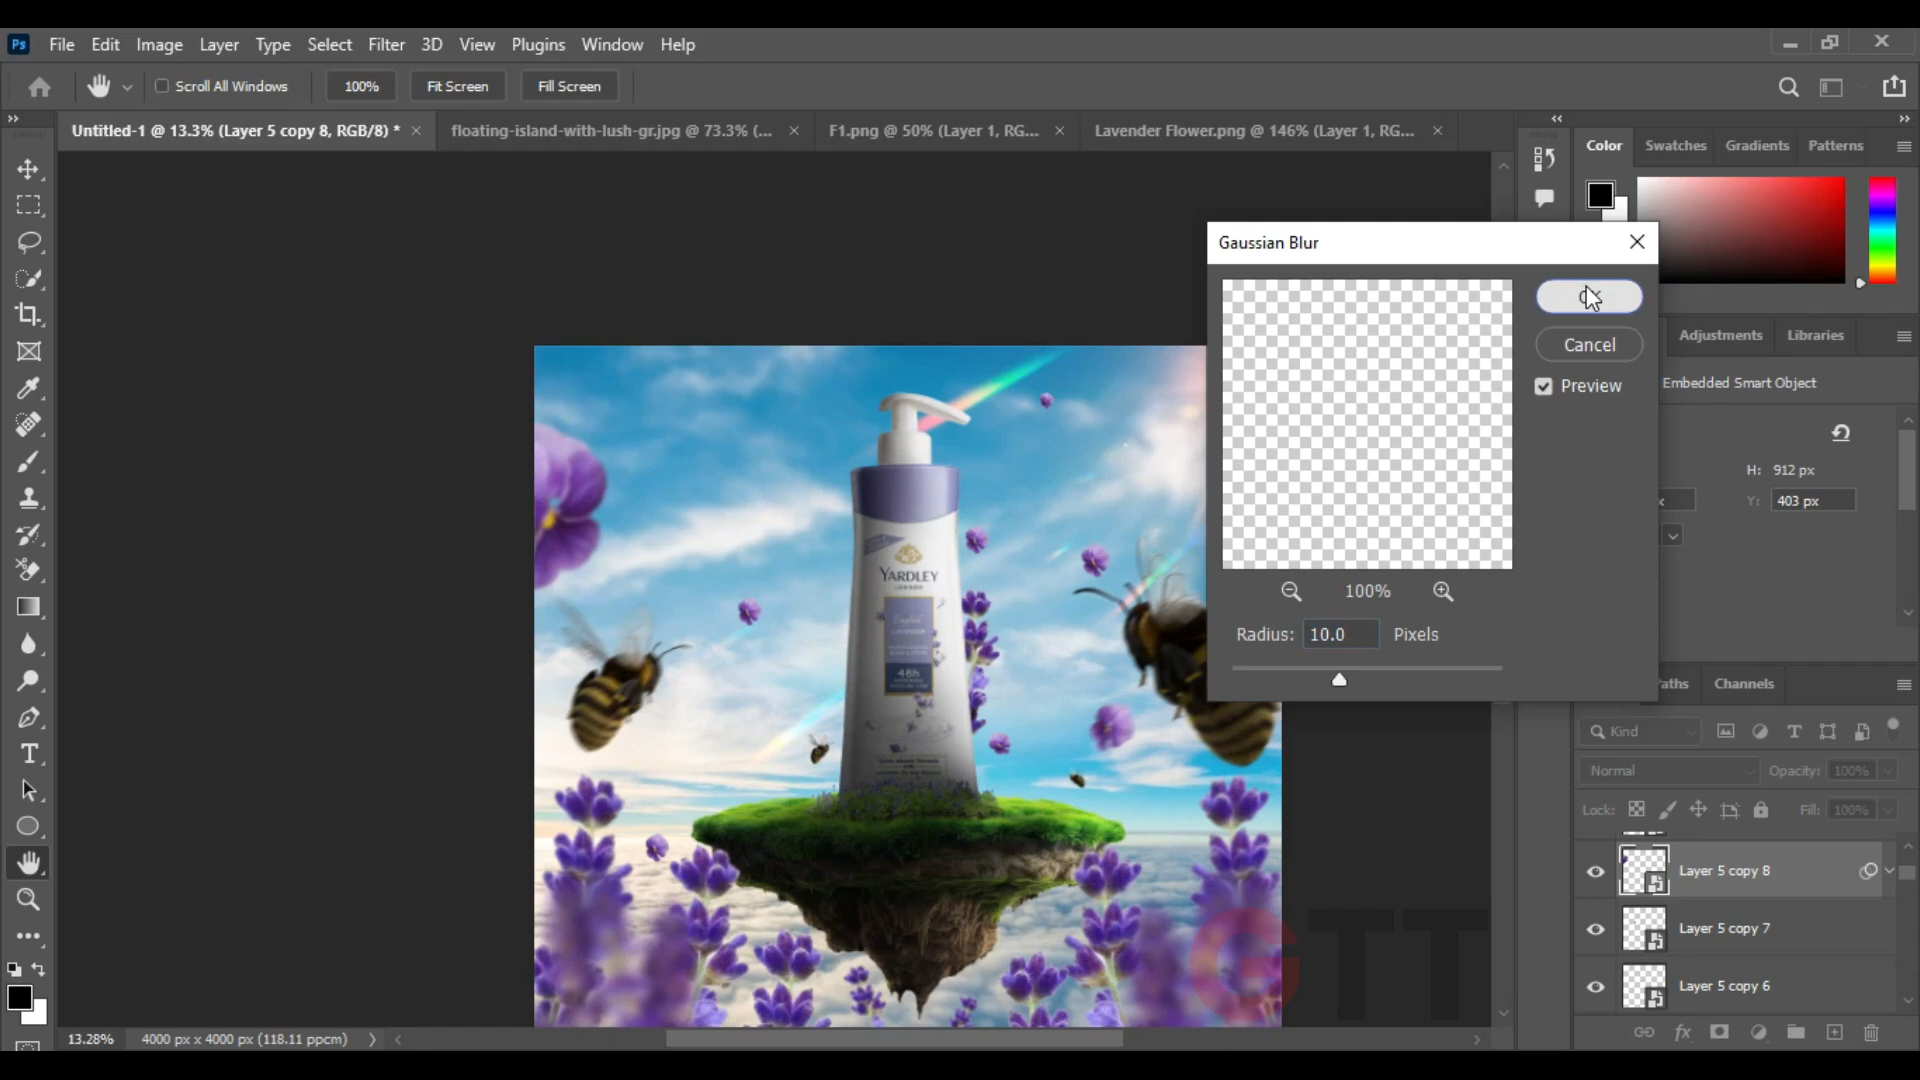 Ps File Edit Image Layer Type Select Filter 3D View Plugins Window Help
Scroll All Windows 100% Fit Screen Fill Screen
Untitled-1 @ 13.3% (Layer 5 copy 8, RGB/8) * floating-island-with-lush-gr.jpg @ 73.3% (... F1.png @ 50% (Layer 1, RG... Lavender Flower.png @ 146% (Layer 1, RG...
Color Swatches Gradients Patterns
Gaussian Blur
Cancel
Preview
100%
Radius: 10.0 Pixels
Adjustments Libraries
Embedded Smart Object
H: 912 px
Y: 403 px
Channels
Kind
Normal Opacity: 100%
Lock: Fill: 100%
Layer 5 copy 8
Layer 5 copy 7
Layer 5 copy 6
YARDLEY
LONDON
English
LAVENDER
48h
GTT
13.28% 4000 px x 4000 px (118.11 ppcm)